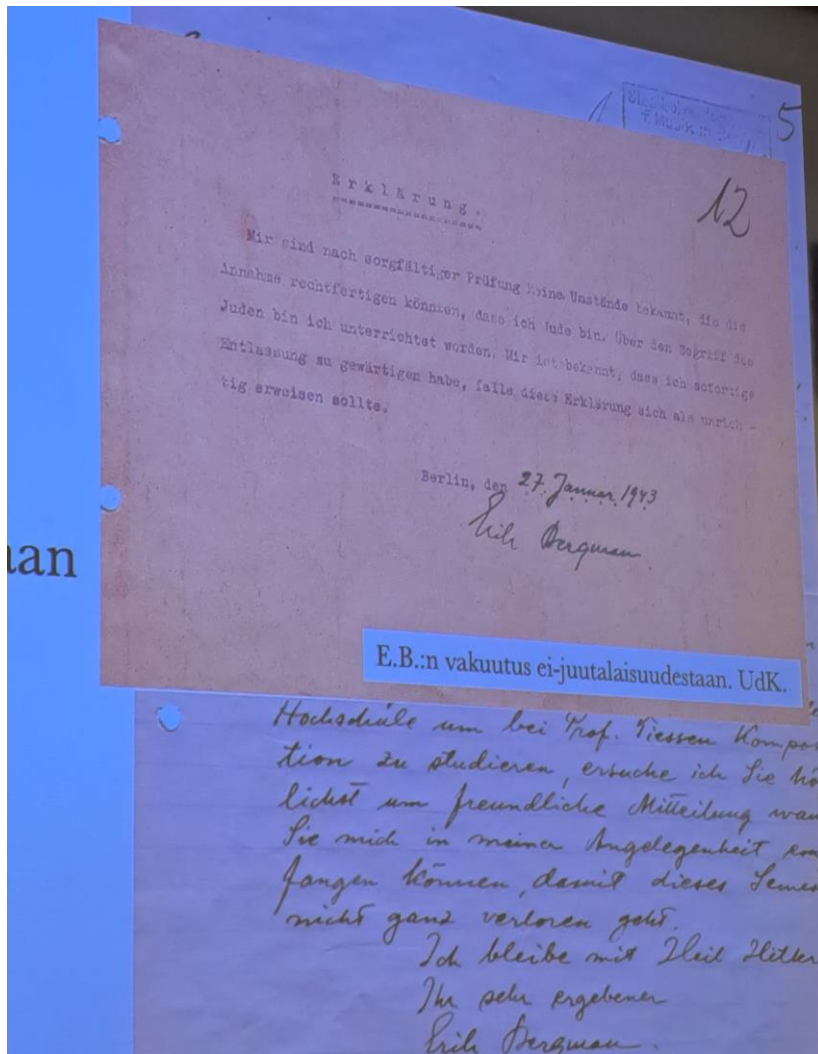 5
12
Erklärung.
Mir sind nach sorgfältiger Prüfung keine Umstände bekannt, die die
Annahme rechtfertigen könnten, dass ich Jude bin. Über den Begriff des
Juden bin ich unterrichtet worden. Mir ist bekannt, dass ich sofortige
Entlassung zu gewärtigen habe, falls diese Erklärung sich als unrich-
tig erweisen sollte.
Berlin, den 27. Januar 1943
Erik Bergman
aan
E.B.:n vakuutus ei-juutalaisuudestaan. UdK.
Hochschule um bei Prof. Tiessen Kompos
tion zu studieren, ersuche ich Sie hö
lichst um freundliche Mitteilung wan
Sie mich in meiner Angelegenheit em
fangen können, damit dieses Semes
nicht ganz verloren geht.
Ich bleibe mit Heil Hitler
Ihr sehr ergebener
Erik Bergman.